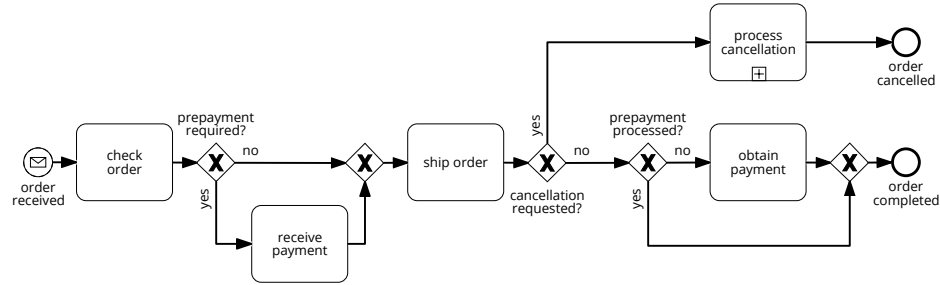 order
received
check
order
prepayment
required?
no
yes
receive
payment
ship order
cancellation
requested?
yes
process
cancellation
order
cancelled
no
prepayment
processed?
no
yes
obtain
payment
order
completed